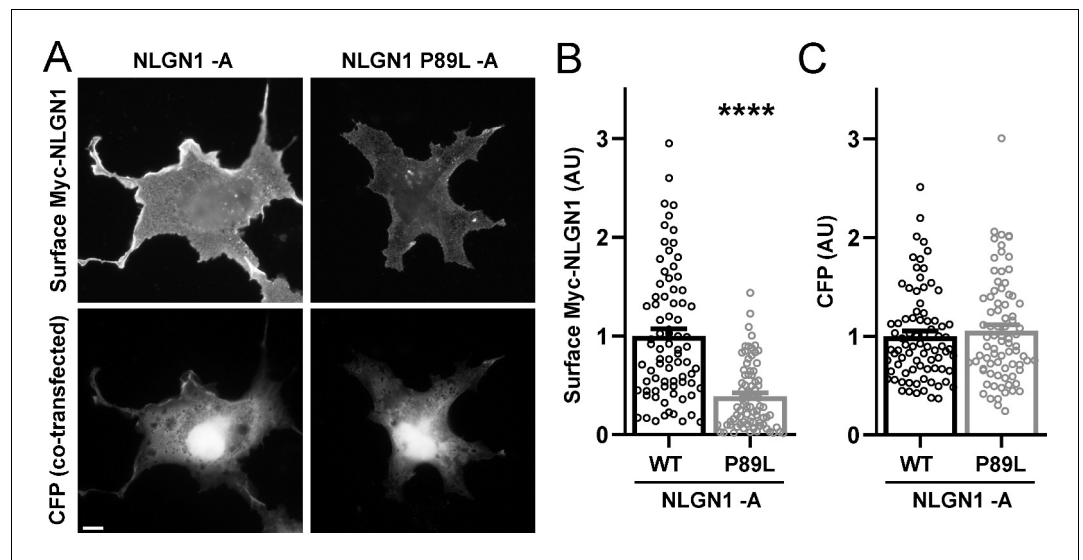 A
NLGN1 -A
NLGN1 P89L -A
Surface Myc-NLGN1
CFP (co-transfected)
B
****
Surface Myc-NLGN1 (AU)
3
2
1
0
WT
P89L
NLGN1 -A
C
CFP (AU)
3
2
1
0
WT
P89L
NLGN1 -A